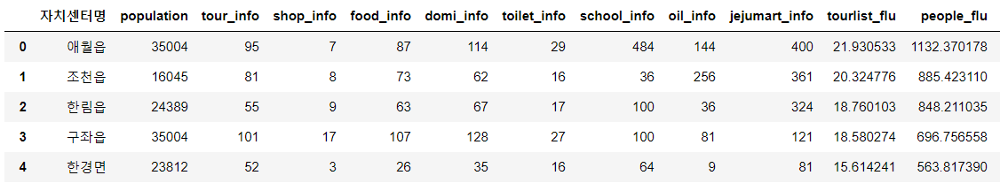 자치센터명 population tour_info shop_info food_info domi_info toilet_info school_info oil_info jejumart_info tourlist_flu people_flu
0 애월읍 35004 95 7 87 114 29 484 144 400 21.930533 1132.370178
1 조천읍 16045 81 8 73 62 16 36 256 361 20.324776 885.423110
2 한림읍 24389 55 9 63 67 17 100 36 324 18.760103 848.211035
3 구좌읍 35004 101 17 107 128 27 100 81 121 18.580274 696.756558
4 한경면 23812 52 3 26 35 16 64 9 81 15.614241 563.817390